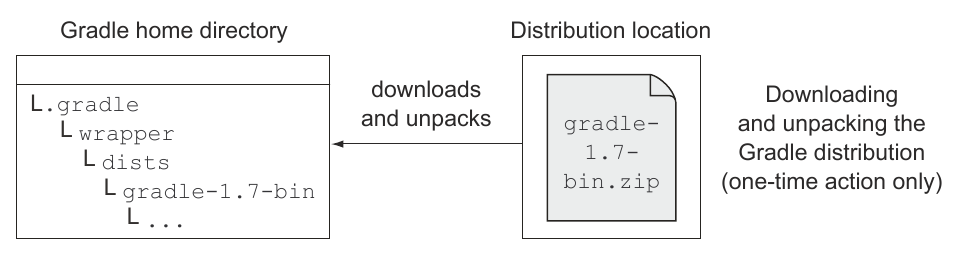 Gradle home directory
.gradle
wrapper
dists
gradle-1.7-bin
...
downloads
and unpacks
Distribution location
gradle-
1.7-
bin.zip
Downloading
and unpacking the
Gradle distribution
(one-time action only)